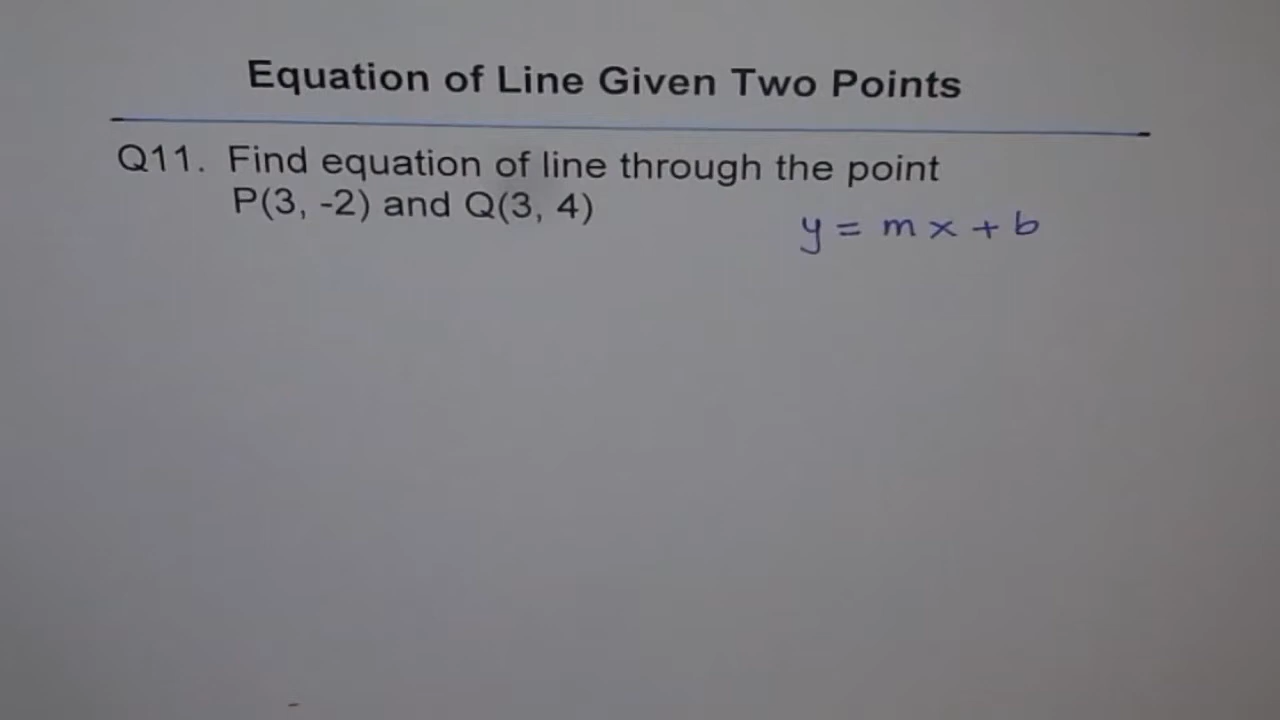 Equation of Line Given Two Points
Q11. Find equation of line through the point
P(3, -2) and Q(3, 4)
y = mx + b